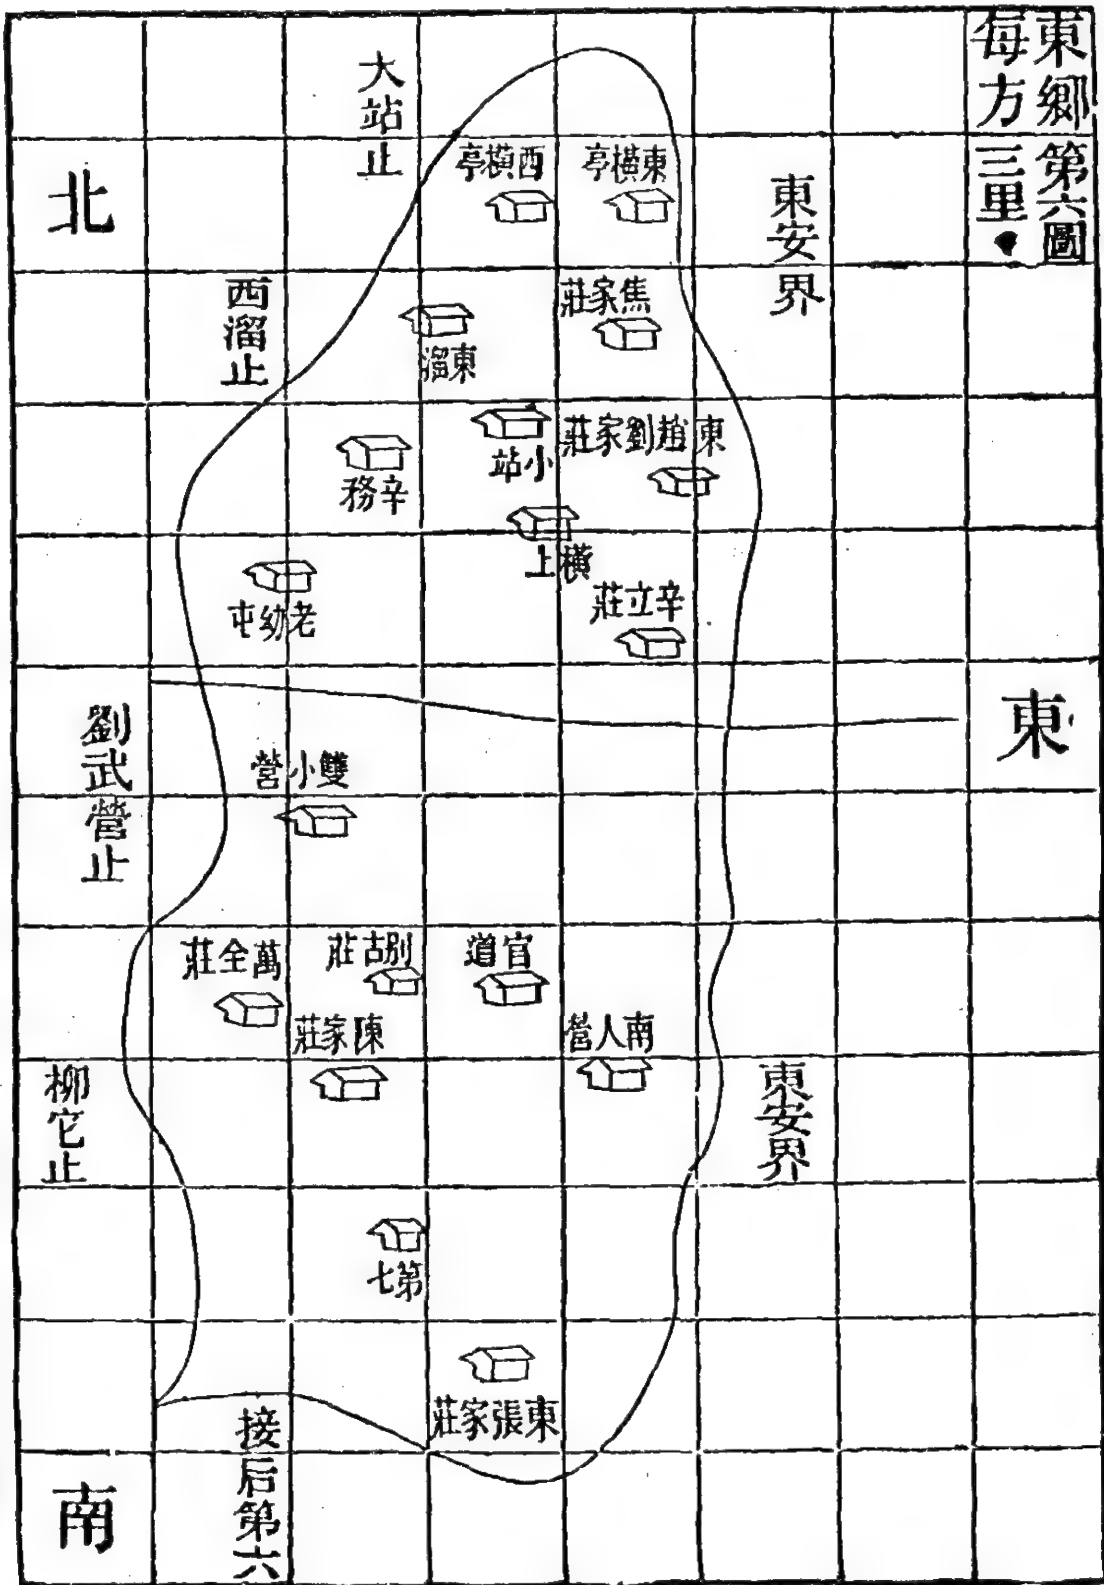 東鄉第六圖
每方三里
東安界
大站止
北
東橫亭
西橫亭
西溜止
焦家莊
東溜
東趙劉家莊
小站
辛務
橫上
辛立莊
老幼屯
東
劉武營止
雙小營
官道
別古莊
萬全莊
南人營
陳家莊
東安界
柳它止
第七
東張家莊
接后第六
南